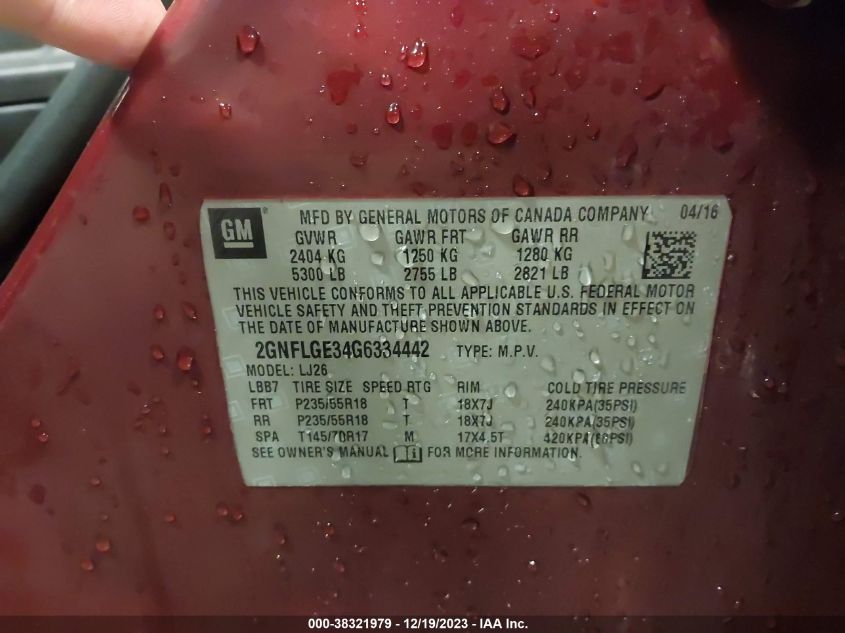 GM ® MFD BY GENERAL MOTORS OF CANADA COMPANY 04/16
GVWR GAWR FRT GAWR RR
2404 KG 1250 KG 1280 KG
5300 LB 2755 LB 2821 LB
THIS VEHICLE CONFORMS TO ALL APPLICABLE U.S. FEDERAL MOTOR
VEHICLE SAFETY AND THEFT PREVENTION STANDARDS IN EFFECT ON
THE DATE OF MANUFACTURE SHOWN ABOVE.
2GNFLGE34G6334442 TYPE: M.P.V.
MODEL: LJ26
LBB7 TIRE SIZE SPEED RTG RIM COLD TIRE PRESSURE
FRT P235/55R18 T 18X7J 240KPA(35PSI)
RR P235/55R18 T 18X7J 240KPA(35PSI)
SPA T145/70R17 M 17X4.5T 420KPA(60PSI)
SEE OWNER'S MANUAL FOR MORE INFORMATION.
000-38321979 - 12/19/2023 - IAA Inc.